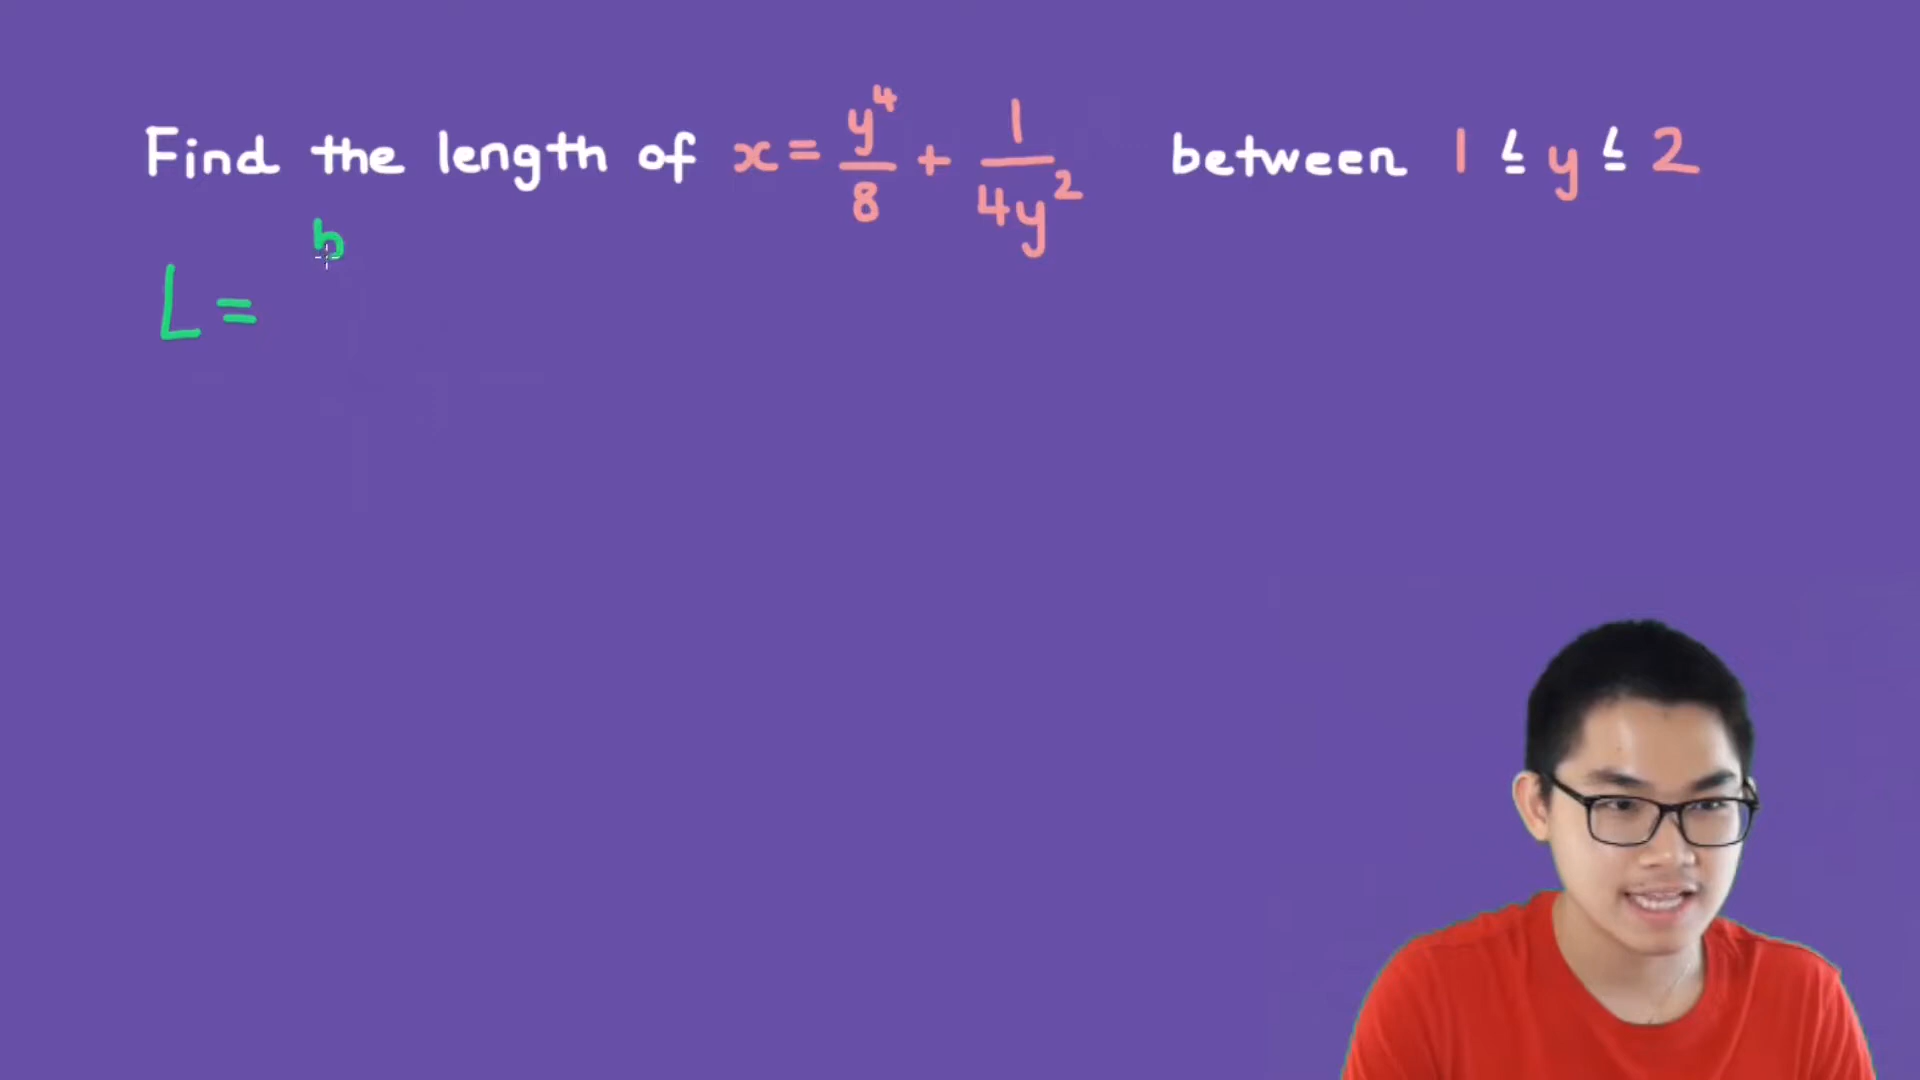 Find the length of x = y⁴/8 + 1/4y² between 1 ≤ y ≤ 2
b
L =